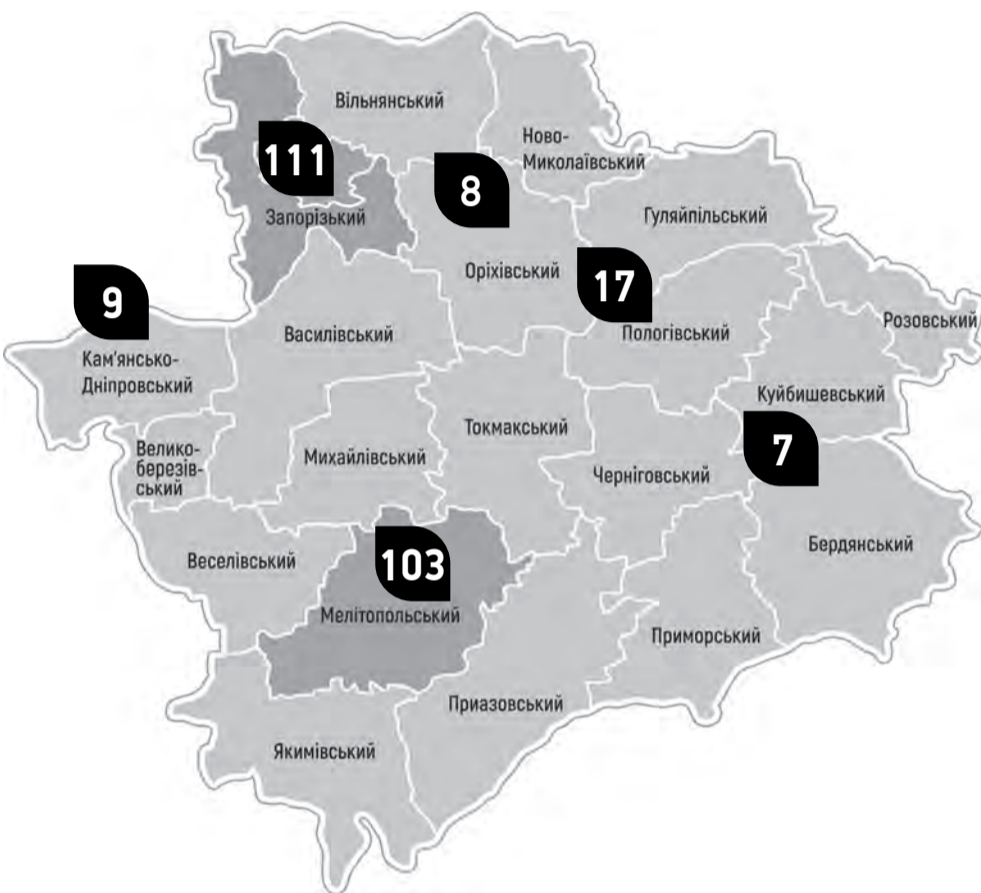 Вільнянський
Ново-
Миколаївський
111
8
Запорізький
Гуляйпільський
Оріхівський
17
9
Василівський
Пологівський
Розовський
Кам'янсько-
Дніпровський
Куйбишевський
Токмакський
7
Велико-
березів-
ський
Михайлівський
Черніговський
Бердянський
Веселівський
103
Мелітопольський
Приморський
Приазовський
Якимівський